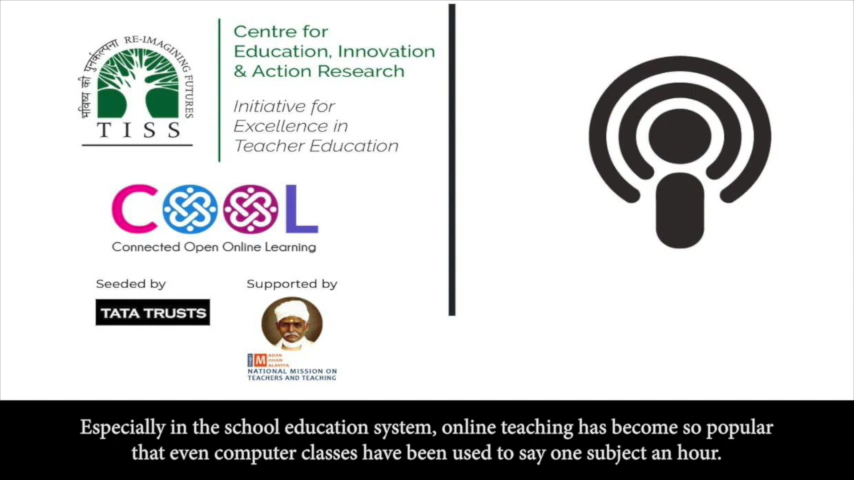 भविष्य की पुनर्कल्पना RE-IMAGINING FUTURES
TISS
Centre for
Education, Innovation
& Action Research
Initiative for
Excellence in
Teacher Education
COOL
Connected Open Online Learning
Seeded by
TATA TRUSTS
Supported by
NATIONAL MISSION ON
TEACHERS AND TEACHING
Especially in the school education system, online teaching has become so popular
that even computer classes have been used to say one subject an hour.